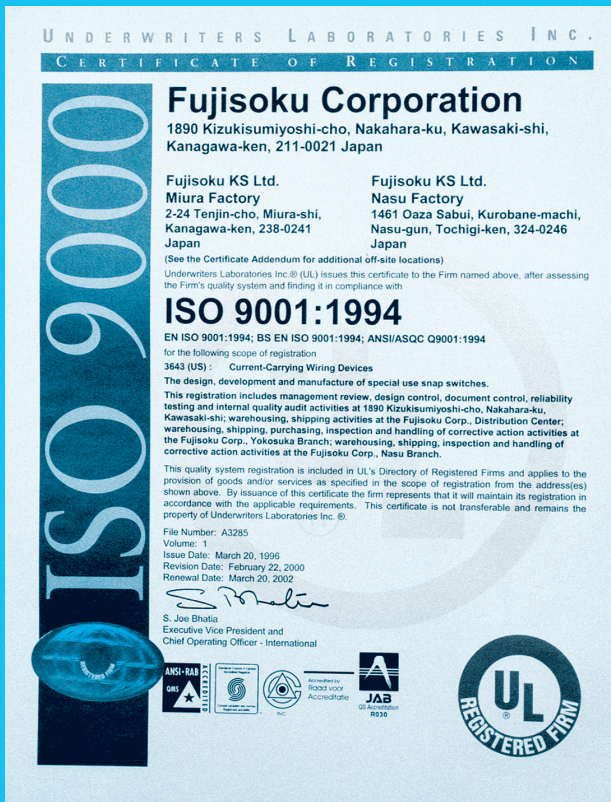 UNDERWRITERS LABORATORIES INC.
CERTIFICATE OF REGISTRATION
ISO 9000
Fujisoku Corporation
1890 Kizukisumiyoshi-cho, Nakahara-ku, Kawasaki-shi,
Kanagawa-ken, 211-0021 Japan
Fujisoku KS Ltd.
Miura Factory
2-24 Tenjin-cho, Miura-shi,
Kanagawa-ken, 238-0241
Japan
Fujisoku KS Ltd.
Nasu Factory
1461 Oaza Sabui, Kurobane-machi,
Nasu-gun, Tochigi-ken, 324-0246
Japan
(See the Certificate Addendum for additional off-site locations)
Underwriters Laboratories Inc.® (UL) issues this certificate to the Firm named above, after assessing
the Firm's quality system and finding it in compliance with
ISO 9001:1994
EN ISO 9001:1994; BS EN ISO 9001:1994; ANSI/ASQC Q9001:1994
for the following scope of registration
3643 (US) : Current-Carrying Wiring Devices
The design, development and manufacture of special use snap switches.
This registration includes management review, design control, document control, reliability
testing and internal quality audit activities at 1890 Kizukisumiyoshi-cho, Nakahara-ku,
Kawasaki-shi; warehousing, shipping activities at the Fujisoku Corp., Distribution Center;
warehousing, shipping, purchasing, inspection and handling of corrective action activities at
the Fujisoku Corp., Yokosuka Branch; warehousing, shipping, inspection and handling of
corrective action activities at the Fujisoku Corp., Nasu Branch.
This quality system registration is included in UL's Directory of Registered Firms and applies to the
provision of goods and/or services as specified in the scope of registration from the address(es)
shown above. By issuance of this certificate the firm represents that it will maintain its registration in
accordance with the applicable requirements. This certificate is not transferable and remains the
property of Underwriters Laboratories Inc. ®.
File Number: A3285
Volume: 1
Issue Date: March 20, 1996
Revision Date: February 22, 2000
Renewal Date: March 20, 2002
S. Joe Bhatia
Executive Vice President and
Chief Operating Officer - International
REGISTERED FIRM
ANSI·RAB
QMS
ACCREDITED
RvC
Accredited by
Raad voor
Accreditatie
JAB
QS Accreditation
R030
UL ®
REGISTERED FIRM